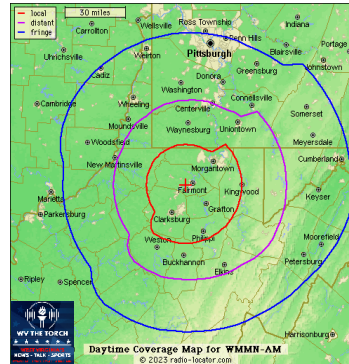 local
distant
fringe
30 miles
Carrollton
Wellsville
Ross Township
Penn Hills
Indiana
Pittsburgh
Blairsville
Portage
Uhrichsville
Weirton
Greensburg
Johnstown
Cadiz
Donora
Washington
Connellsville
Cambridge
Wheeling
Centerville
Somerset
Moundsville
Waynesburg
Uniontown
Woodsfield
Meyersdale
New Martinsville
Morgantown
Cumberland
Fairmont
Kingwood
Keyser
Marietta
Parkersburg
Clarksburg
Grafton
Philippi
Moorefield
Weston
Buckhannon
Elkins
Petersburg
Ripley
Spencer
Harrisonburg
WV THE TORCH
NEWS - TALK - SPORTS
Daytime Coverage Map for WMMN-AM
© 2023 radio-locator.com